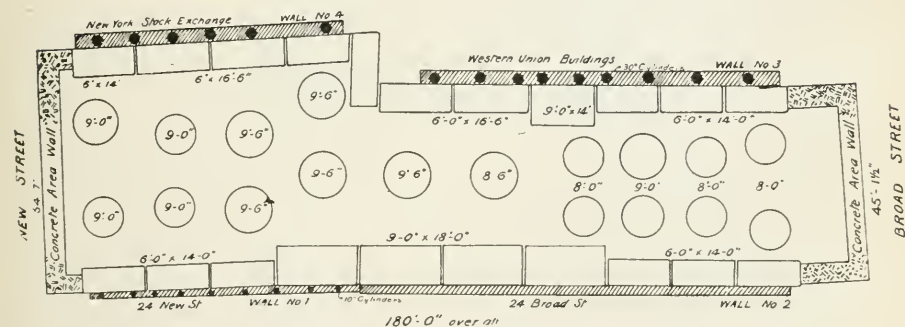 New York Stock Exchange WALL No 4
Western Union Buildings 30" Cylinders WALL No 3
6' x 14'
6' x 16'-6"
6'-0" x 16'-6
9'-0" x 14'
6'-0" x 14'-0"
NEW STREET
54' 7"
Concrete Area Wall
9'-0"
9'-0"
9'-6"
9'-6"
9-6"
9' 6"
8 6"
8'-0"
9-0'
8'-0"
8-0"
9'-0"
9-0"
9-6"
Concrete Area Wall
45'-1½"
BROAD STREET
6'-0" x 14'-0"
9-0" x 18'-0"
6'-0" x 14'-0"
24 New St WALL No 1 10" Cylinders 24 Broad St WALL No 2
180'-0" over all